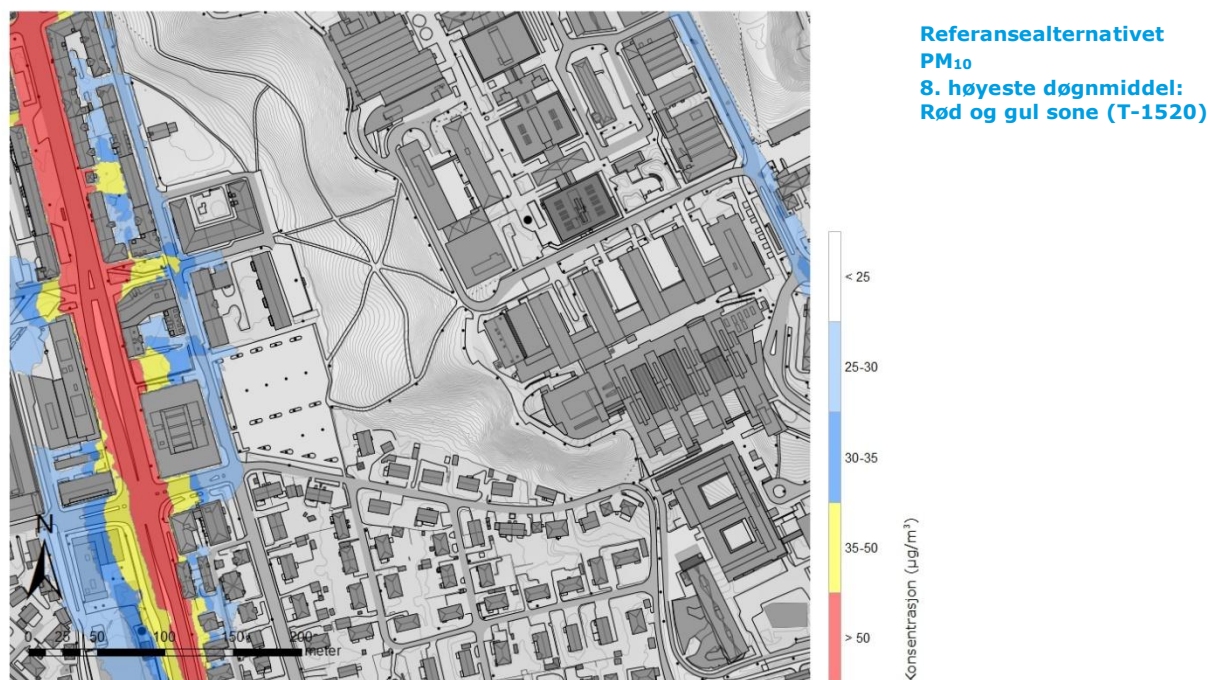 Referansealternativet
PM₁₀
8. høyeste døgnmiddel:
Rød og gul sone (T-1520)
< 25
25-30
30-35
35-50
> 50
Konsentrasjon (µg/m³)
N
0 25 50 100 150 200
meter